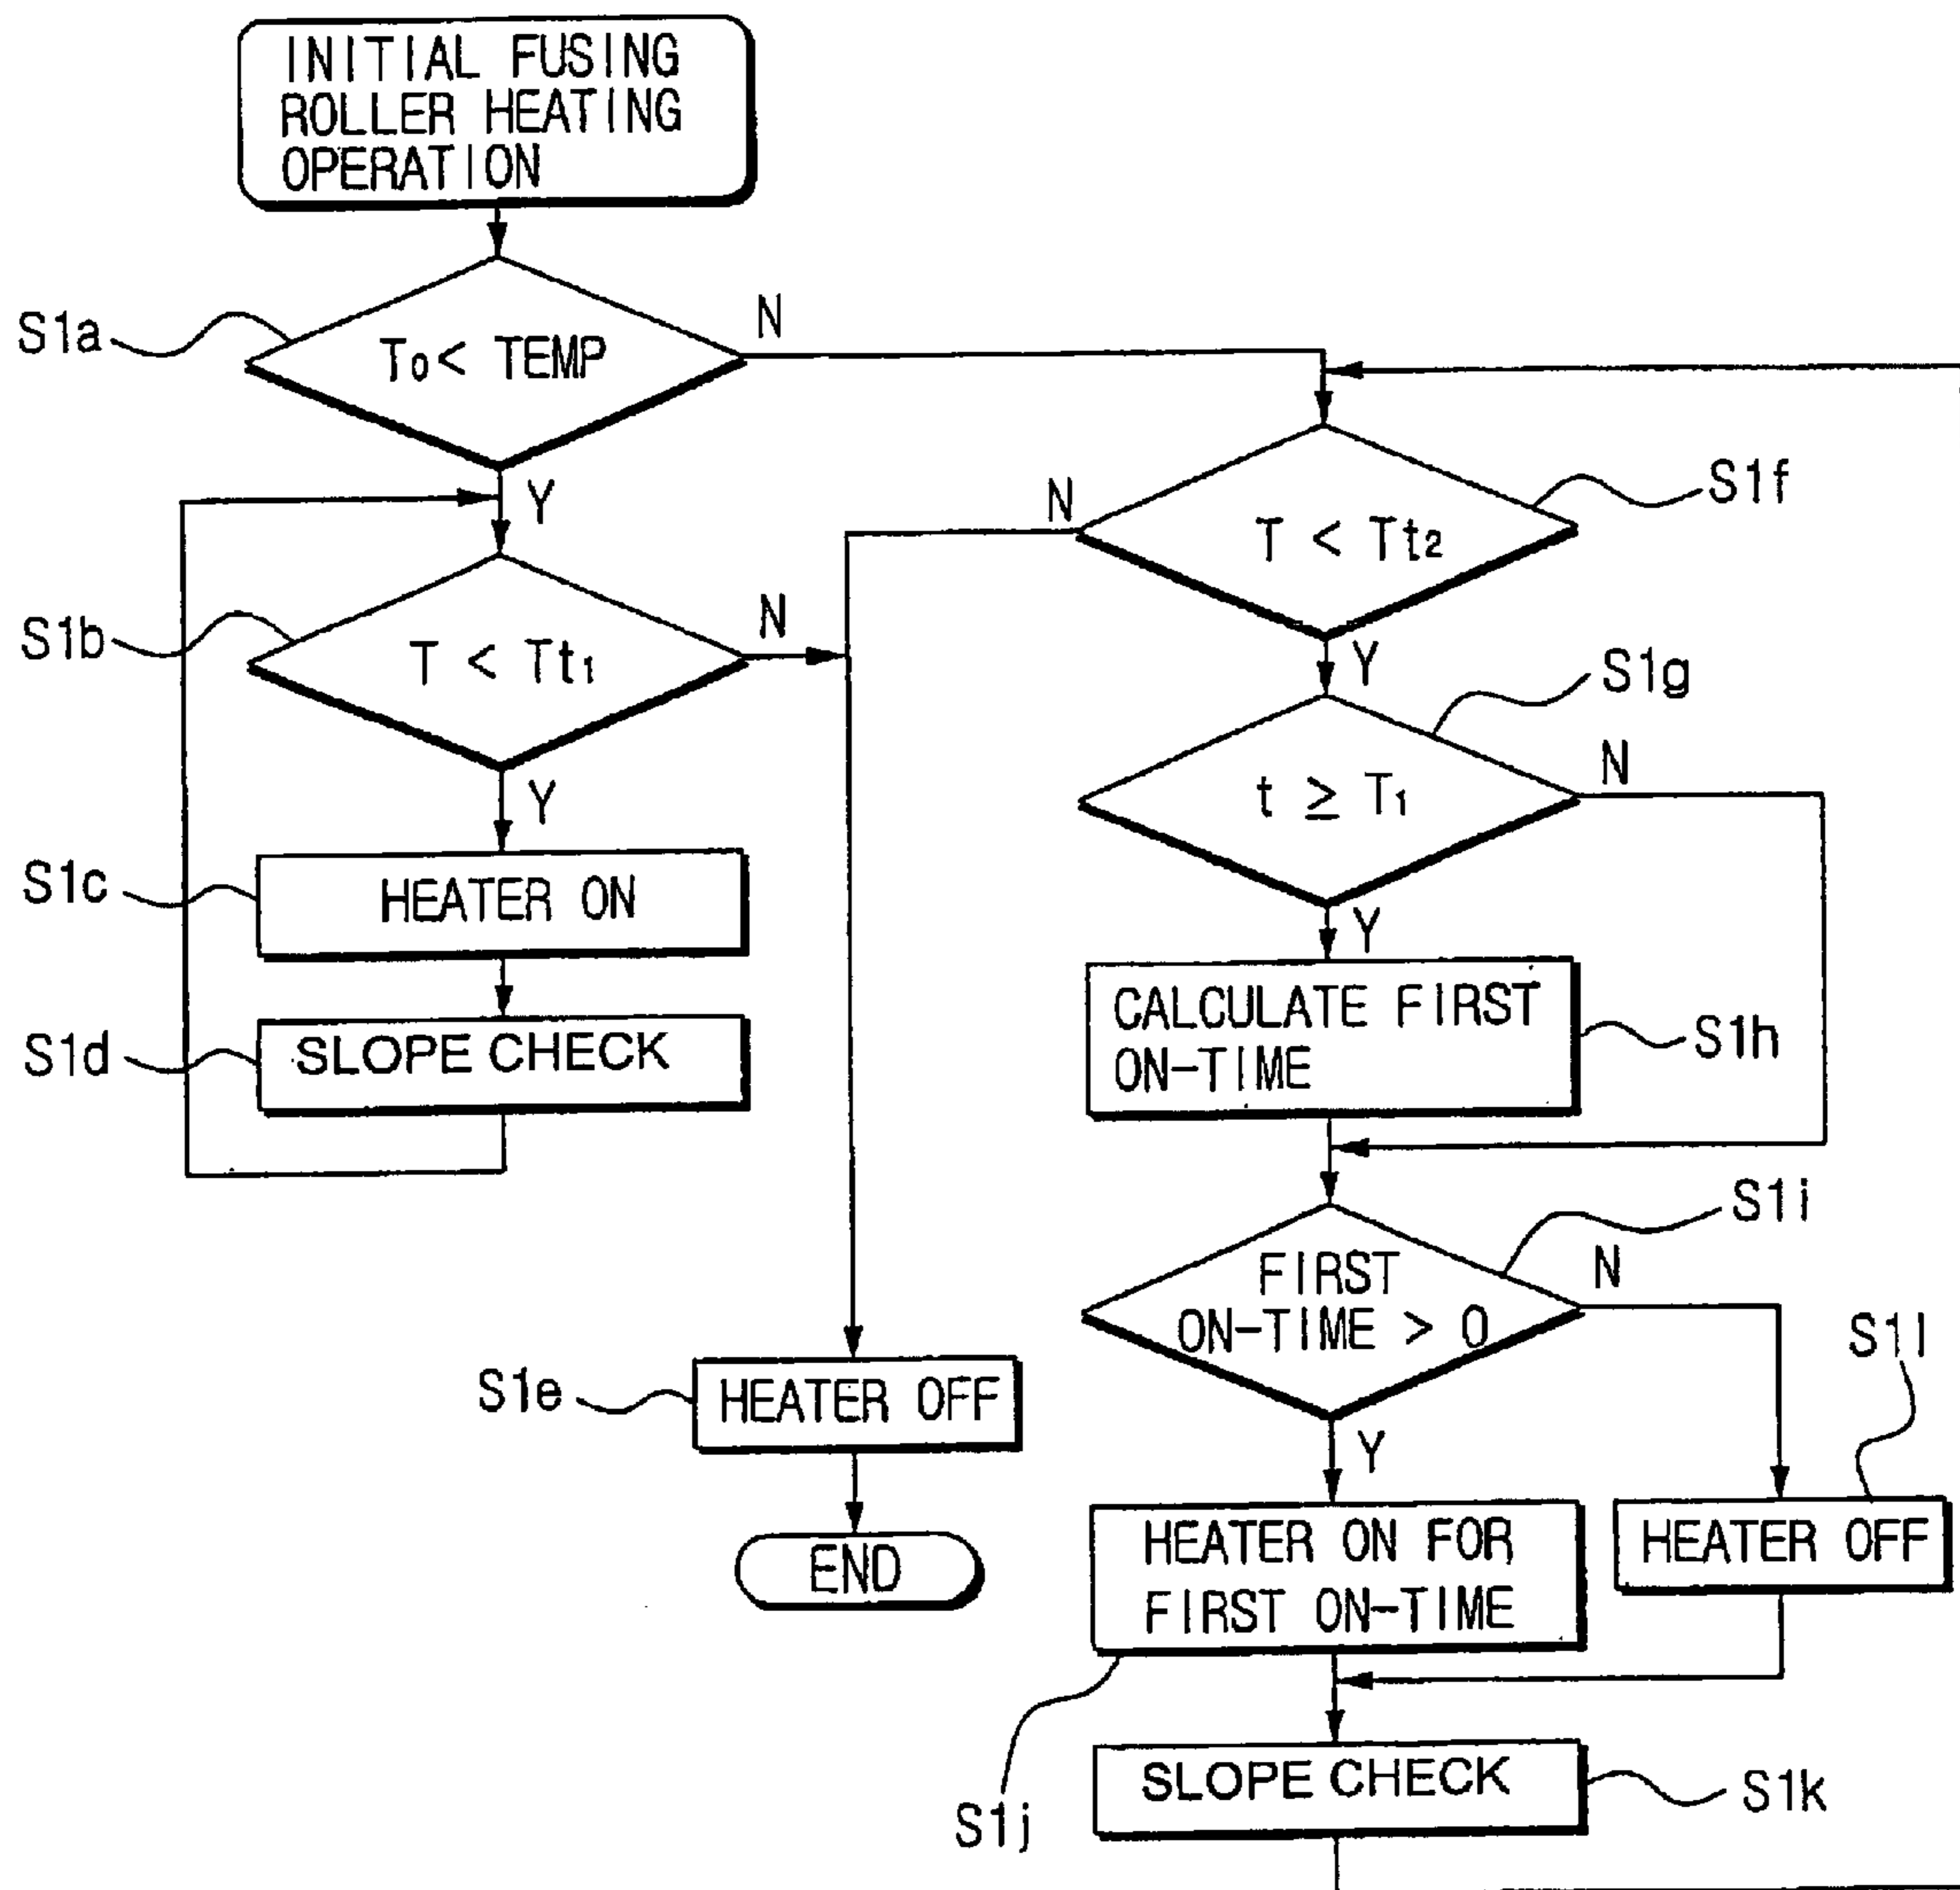 INITIAL FUSING
ROLLER HEATING
OPERATION
S1a
T₀ < TEMP
N
Y
S1b
T < Tt₁
N
Y
S1c
HEATER ON
S1d
SLOPE CHECK
S1e
HEATER OFF
END
S1f
T < Tt₂
N
Y
S1g
t ≥ T₁
N
Y
CALCULATE FIRST
ON-TIME
S1h
S1i
FIRST
ON-TIME > 0
N
Y
S1l
HEATER ON FOR
FIRST ON-TIME
HEATER OFF
S1j
SLOPE CHECK
S1k